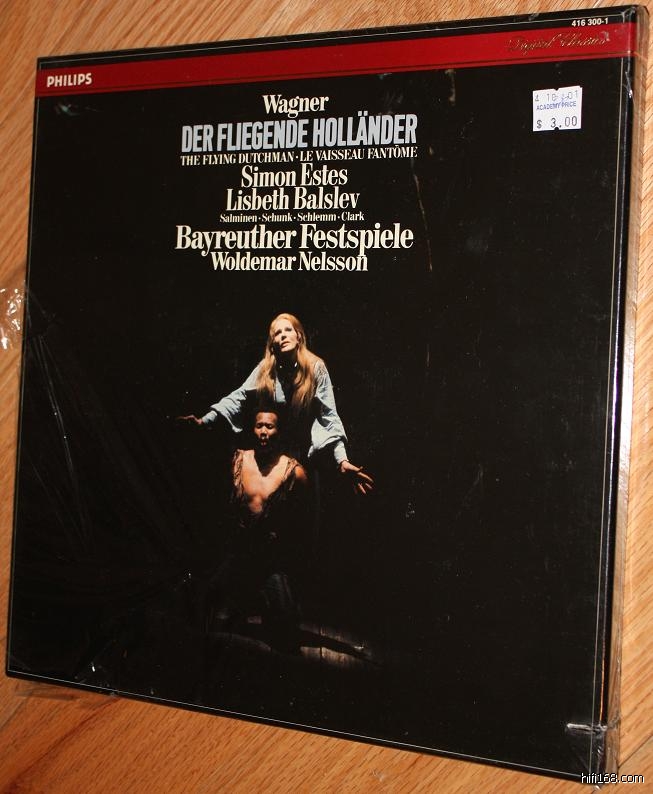 416 300-1
Digital Classics
PHILIPS
4 10 01
ACADEMY PRICE
$ 3.00
Wagner
DER FLIEGENDE HOLLÄNDER
THE FLYING DUTCHMAN · LE VAISSEAU FANTÔME
Simon Estes
Lisbeth Balslev
Salminen · Schunk · Schlemm · Clark
Bayreuther Festspiele
Woldemar Nelsson
hifi168.com